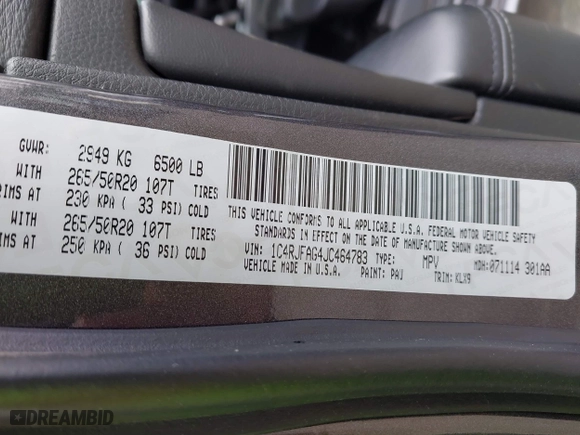 GVWR: 2949 KG 6500 LB
WITH 265/50R20 107T TIRES
RIMS AT 230 KPA ( 33 PSI) COLD
WITH 265/50R20 107T TIRES
RIMS AT 250 KPA ( 36 PSI) COLD
THIS VEHICLE CONFORMS TO ALL APPLICABLE U.S.A. FEDERAL MOTOR VEHICLE SAFETY
STANDARDS IN EFFECT ON THE DATE OF MANUFACTURE SHOWN ABOVE.
VIN: 1C4RJFAG4JC464783 TYPE: MPV MDH: 071114 301AA
VEHICLE MADE IN U.S.A. PAINT: PAU TRIM: KLX9
DREAMBID